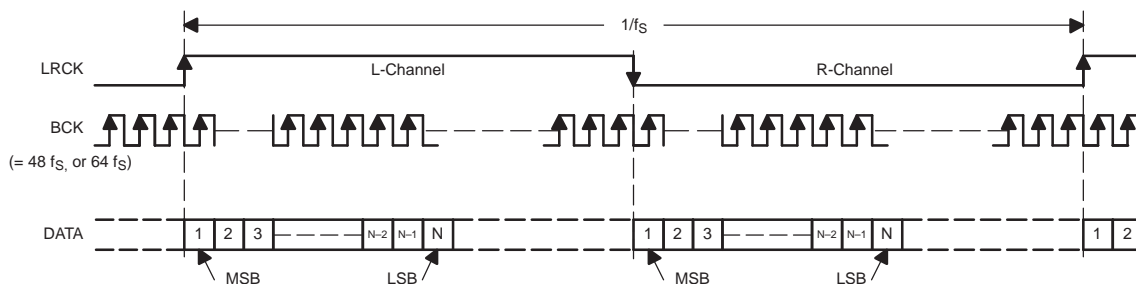 1/fS
LRCK
L-Channel
R-Channel
BCK
(= 48 fS, or 64 fS)
DATA
1 2 3 N–2 N–1 N 1 2 3 N–2 N–1 N 1 2
MSB LSB MSB LSB